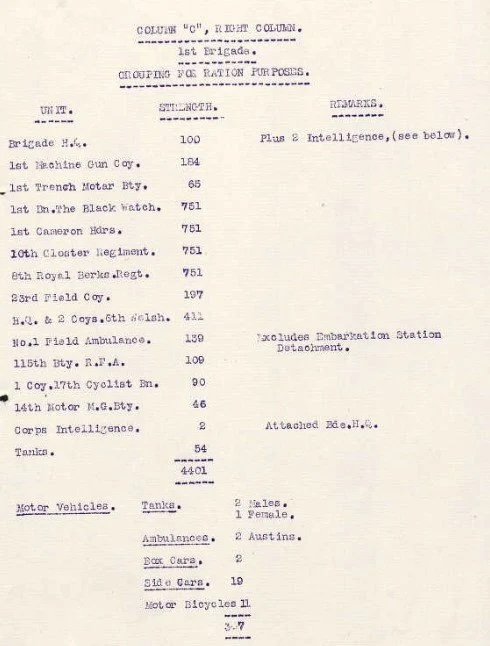 COLUMN "C", RIGHT COLUMN.
1st Brigade.
GROUPING FOR RATION PURPOSES.
UNIT. STRENGTH. REMARKS.
Brigade H.Q. 100 Plus 2 Intelligence,(see below).
1st Machine Gun Coy. 184
1st Trench Motar Bty. 65
1st Bn.The Black Watch. 751
1st Cameron Hdrs. 751
10th Closter Regiment. 751
8th Royal Berks.Regt. 751
23rd Field Coy. 197
H.Q. & 2 Coys.6th Welsh. 411
No.1 Field Ambulance. 139 Excludes Embarkation Station
Detachment.
115th Bty. R.F.A. 109
1 Coy.17th Cyclist Bn. 90
14th Motor M.G.Bty. 46
Corps Intelligence. 2 Attached Bde.H.Q.
Tanks. 54
4401
Motor Vehicles. Tanks. 2 Males.
1 Female.
Ambulances. 2 Austins.
Box Cars. 2
Side Cars. 19
Motor Bicycles 11